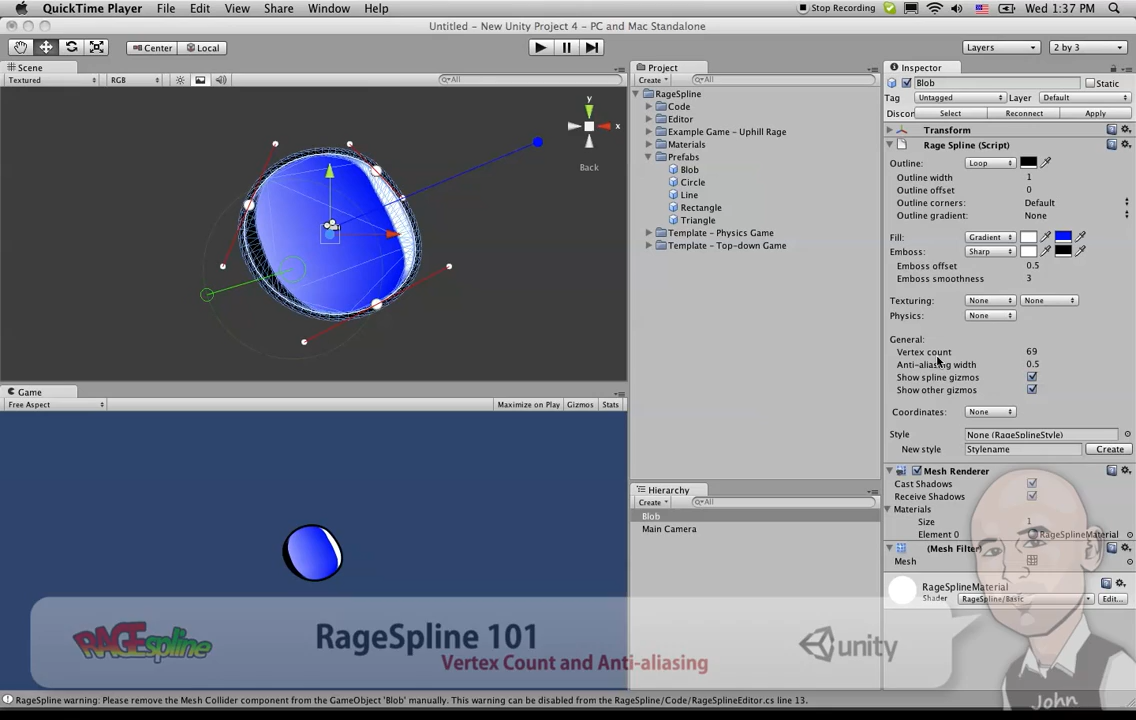 QuickTime Player File Edit View Share Window Help Stop Recording Wed 1:37 PM
Untitled - New Unity Project 4 - PC and Mac Standalone
Center Local Layers 2 by 3
Scene
Textured RGB All
y
x
Back
Game
Free Aspect Maximize on Play Gizmos Stats
Project
Create All
RageSpline
Code
Editor
Example Game - Uphill Rage
Materials
Prefabs
Blob
Circle
Line
Rectangle
Triangle
Template - Physics Game
Template - Top-down Game
Hierarchy
Create All
Blob
Main Camera
Inspector
Blob Static
Tag Untagged Layer Default
Discon Select Reconnect Apply
Transform
Rage Spline (Script)
Outline: Loop
Outline width 1
Outline offset 0
Outline corners: Default
Outline gradient: None
Fill: Gradient
Emboss: Sharp
Emboss offset 0.5
Emboss smoothness 3
Texturing: None None
Physics: None
General:
Vertex count 69
Anti-aliasing width 0.5
Show spline gizmos
Show other gizmos
Coordinates: None
Style None (RageSplineStyle)
New style Stylename Create
Mesh Renderer
Cast Shadows
Receive Shadows
Materials
Size 1
Element 0 RageSplineMaterial
(Mesh Filter)
Mesh
RageSplineMaterial
Shader RageSpline/Basic Edit...
RAGEspline
RageSpline 101
Vertex Count and Anti-aliasing
unity
John
RageSpline warning: Please remove the Mesh Collider component from the GameObject 'Blob' manually. This warning can be disabled from the RageSpline/Code/RageSplineEditor.cs line 13.